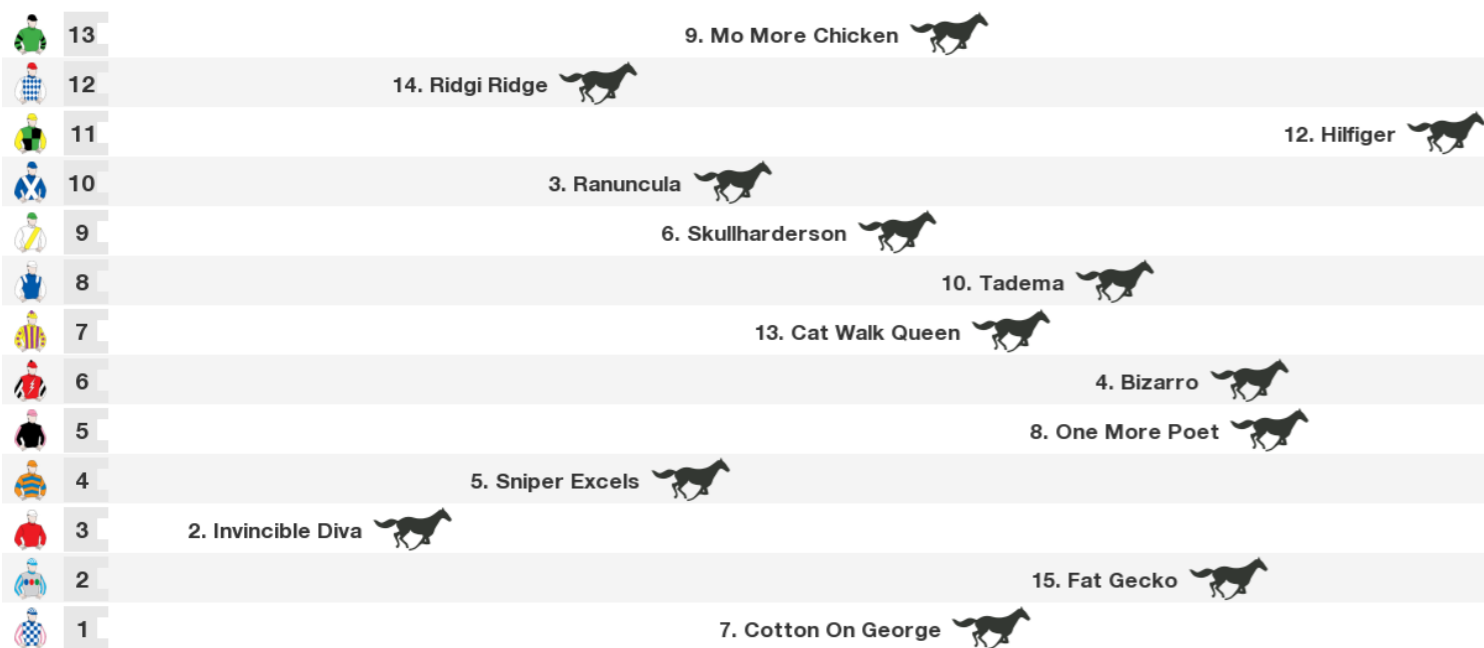 13 9. Mo More Chicken
12 14. Ridgi Ridge
11 12. Hilfiger
10 3. Ranuncula
9 6. Skullharderson
8 10. Tadema
7 13. Cat Walk Queen
6 4. Bizarro
5 8. One More Poet
4 5. Sniper Excels
3 2. Invincible Diva
2 15. Fat Gecko
1 7. Cotton On George